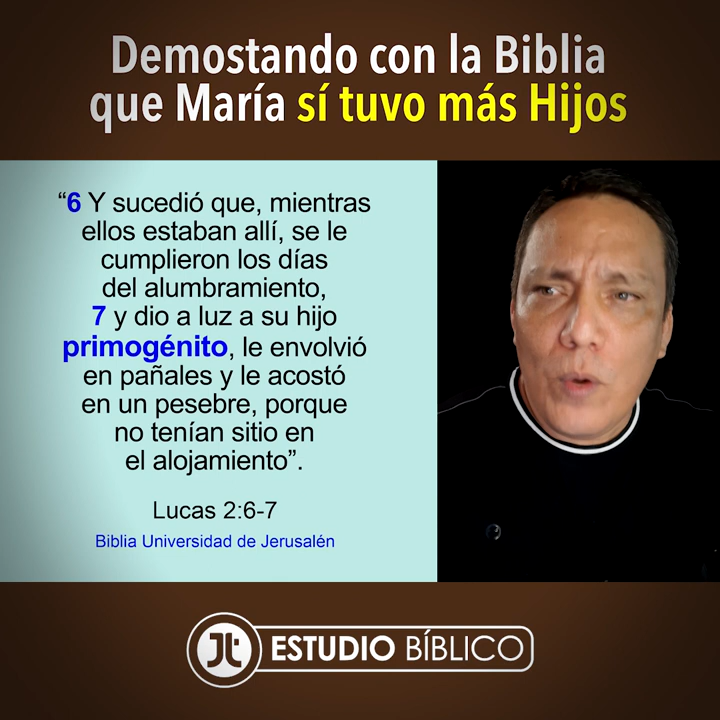 Demostando con la Biblia
que María sí tuvo más Hijos
“6 Y sucedió que, mientras
ellos estaban allí, se le
cumplieron los días
del alumbramiento,
7 y dio a luz a su hijo
primogénito, le envolvió
en pañales y le acostó
en un pesebre, porque
no tenían sitio en
el alojamiento”.
Lucas 2:6-7
Biblia Universidad de Jerusalén
Jt ESTUDIO BÍBLICO